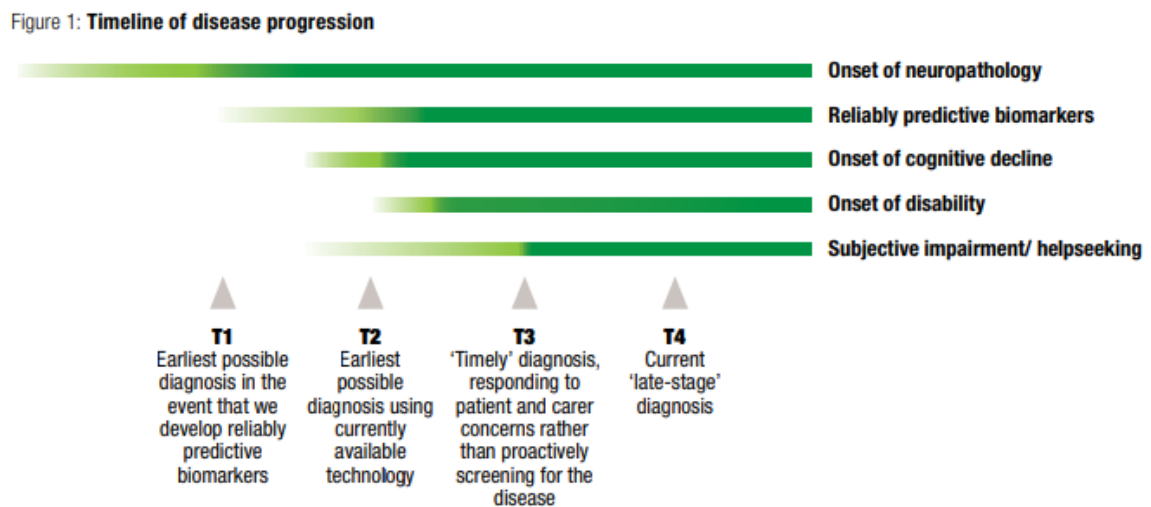 Figure 1: Timeline of disease progression
Onset of neuropathology
Reliably predictive biomarkers
Onset of cognitive decline
Onset of disability
Subjective impairment/ helpseeking
T1
Earliest possible
diagnosis in the
event that we
develop reliably
predictive
biomarkers
T2
Earliest
possible
diagnosis using
currently
available
technology
T3
‘Timely’ diagnosis,
responding to
patient and carer
concerns rather
than proactively
screening for the
disease
T4
Current
‘late-stage’
diagnosis